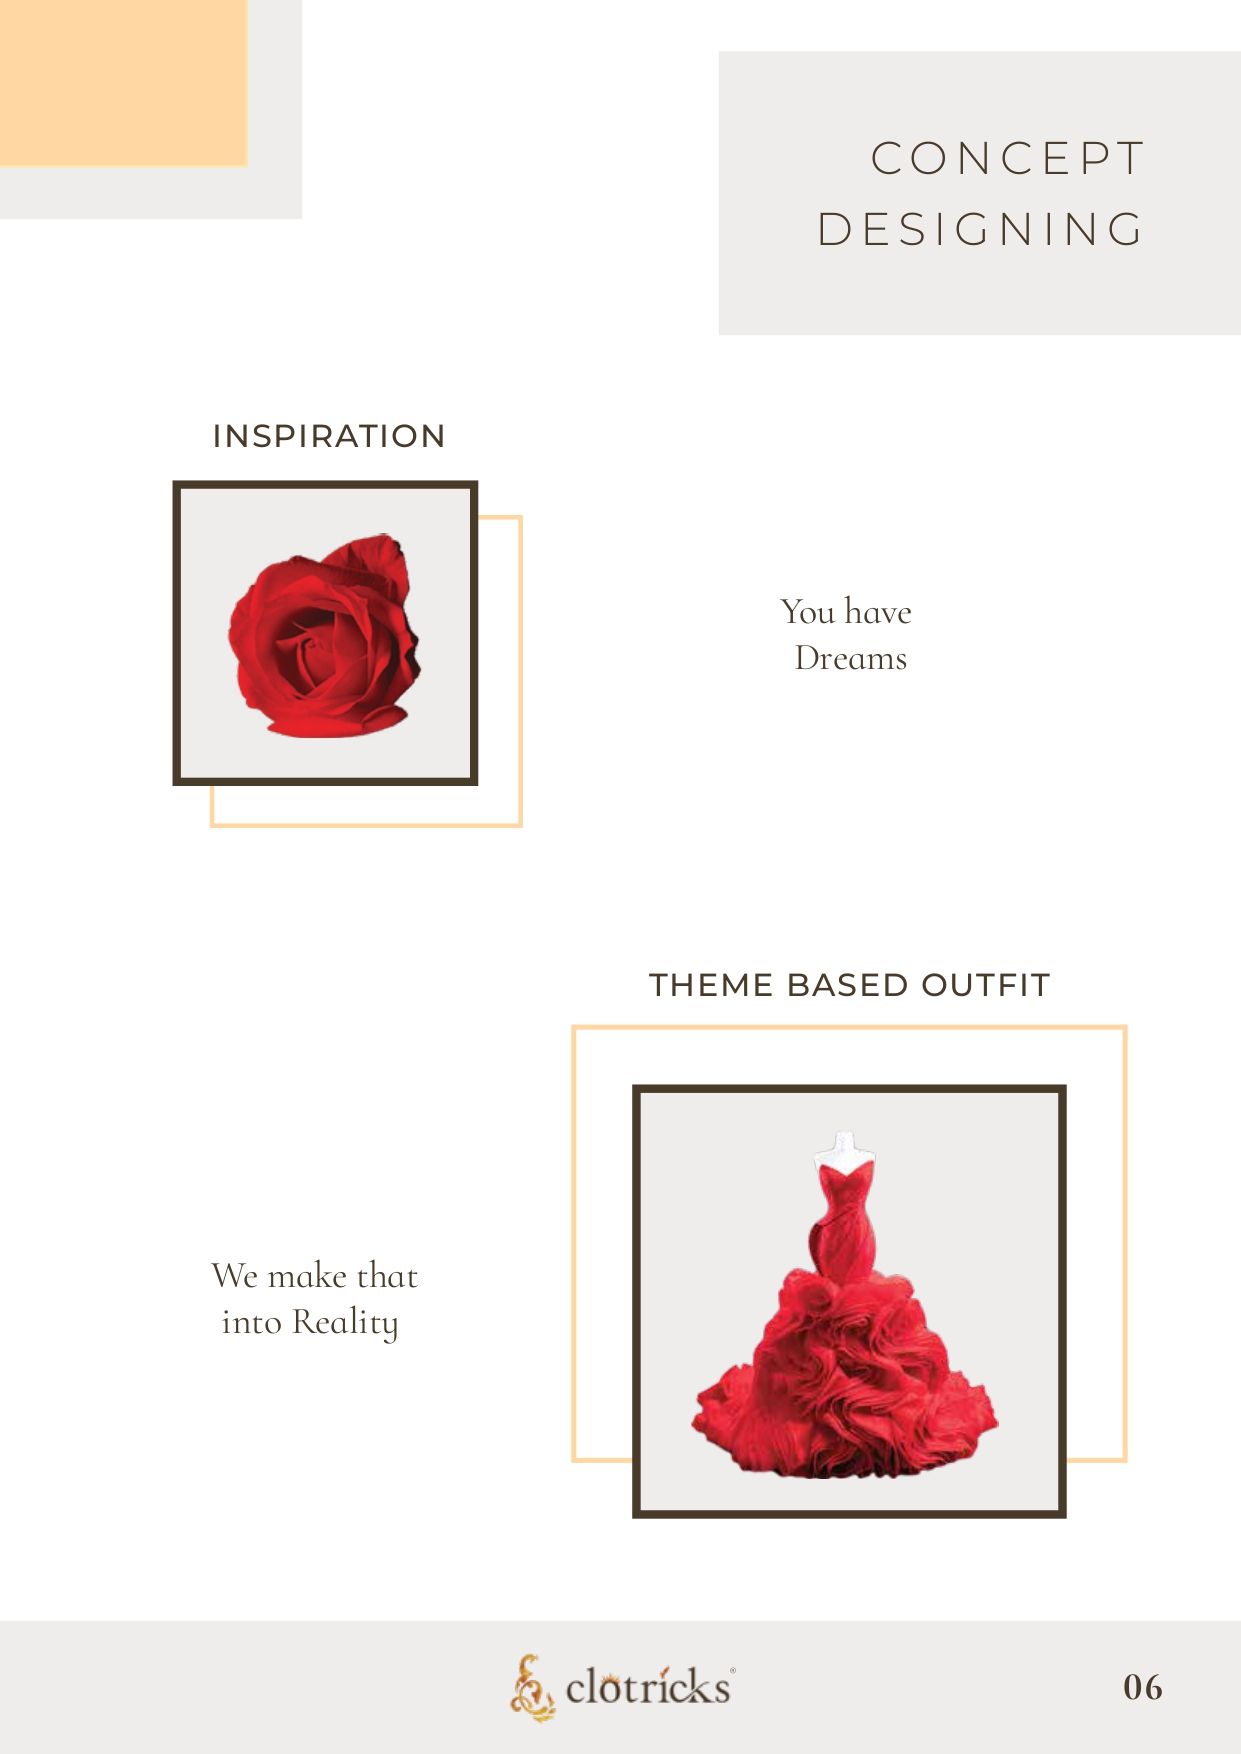 CONCEPT
DESIGNING
INSPIRATION
You have
Dreams
THEME BASED OUTFIT
We make that
into Reality
clotricks®
06